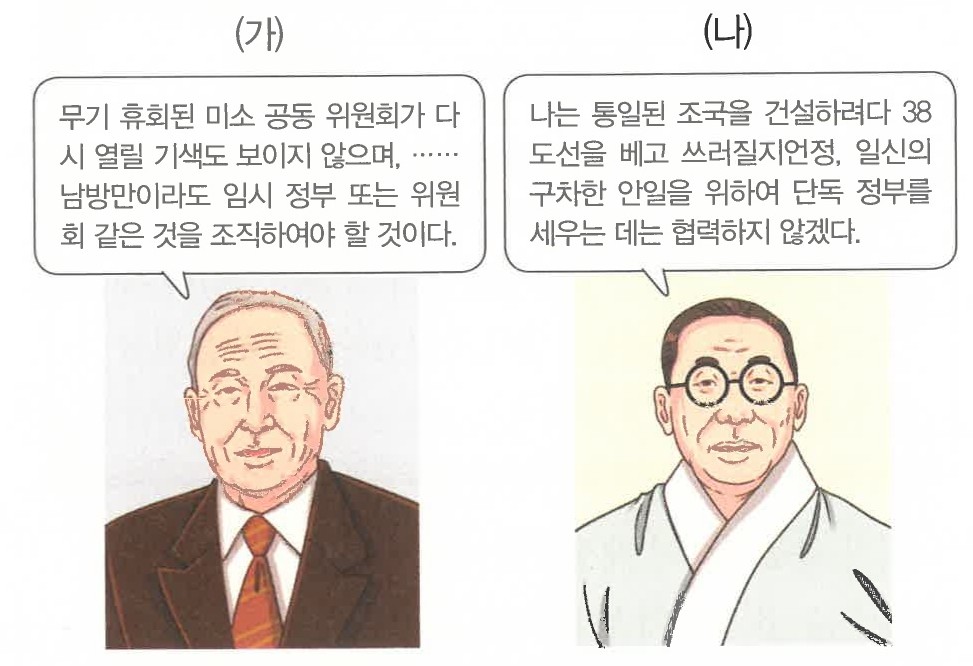 (가)
무기 휴회된 미소 공동 위원회가 다
시 열릴 기색도 보이지 않으며, ……
남방만이라도 임시 정부 또는 위원
회 같은 것을 조직하여야 할 것이다.
(나)
나는 통일된 조국을 건설하려다 38
도선을 베고 쓰러질지언정, 일신의
구차한 안일을 위하여 단독 정부를
세우는 데는 협력하지 않겠다.